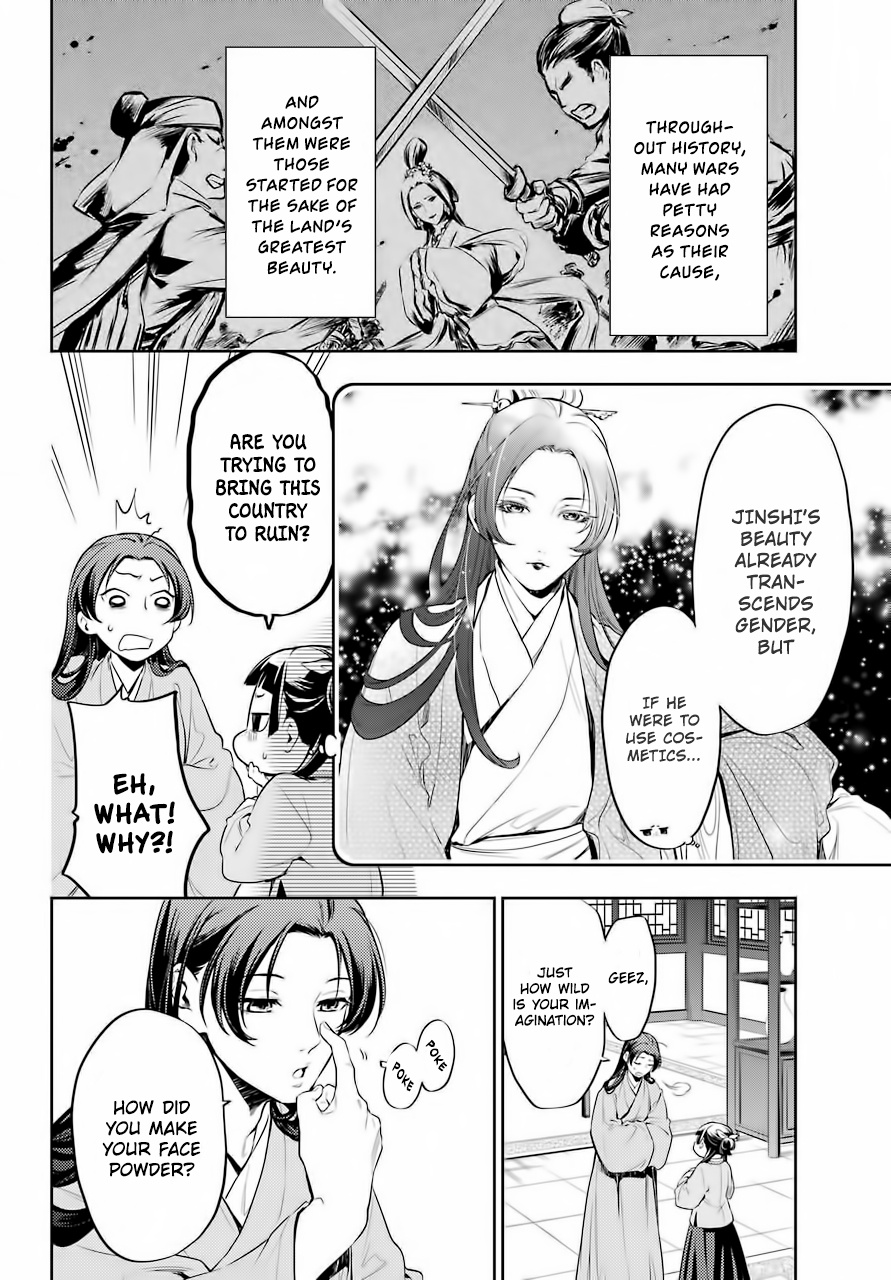 THROUGH-
OUT HISTORY,
MANY WARS
HAVE HAD
PETTY
REASONS
AS THEIR
CAUSE,
AND
AMONGST
THEM WERE
THOSE
STARTED FOR
THE SAKE OF
THE LAND'S
GREATEST
BEAUTY.
JINSHI'S
BEAUTY
ALREADY
TRAN-
SCENDS
GENDER,
BUT
IF HE
WERE TO
USE COS-
METICS...
ARE YOU
TRYING TO
BRING THIS
COUNTRY
TO RUIN?
EH,
WHAT!
WHY?!
GEEZ,
JUST
HOW WILD
IS YOUR IM-
AGINATION?
POKE
POKE
HOW DID
YOU MAKE
YOUR FACE
POWDER?